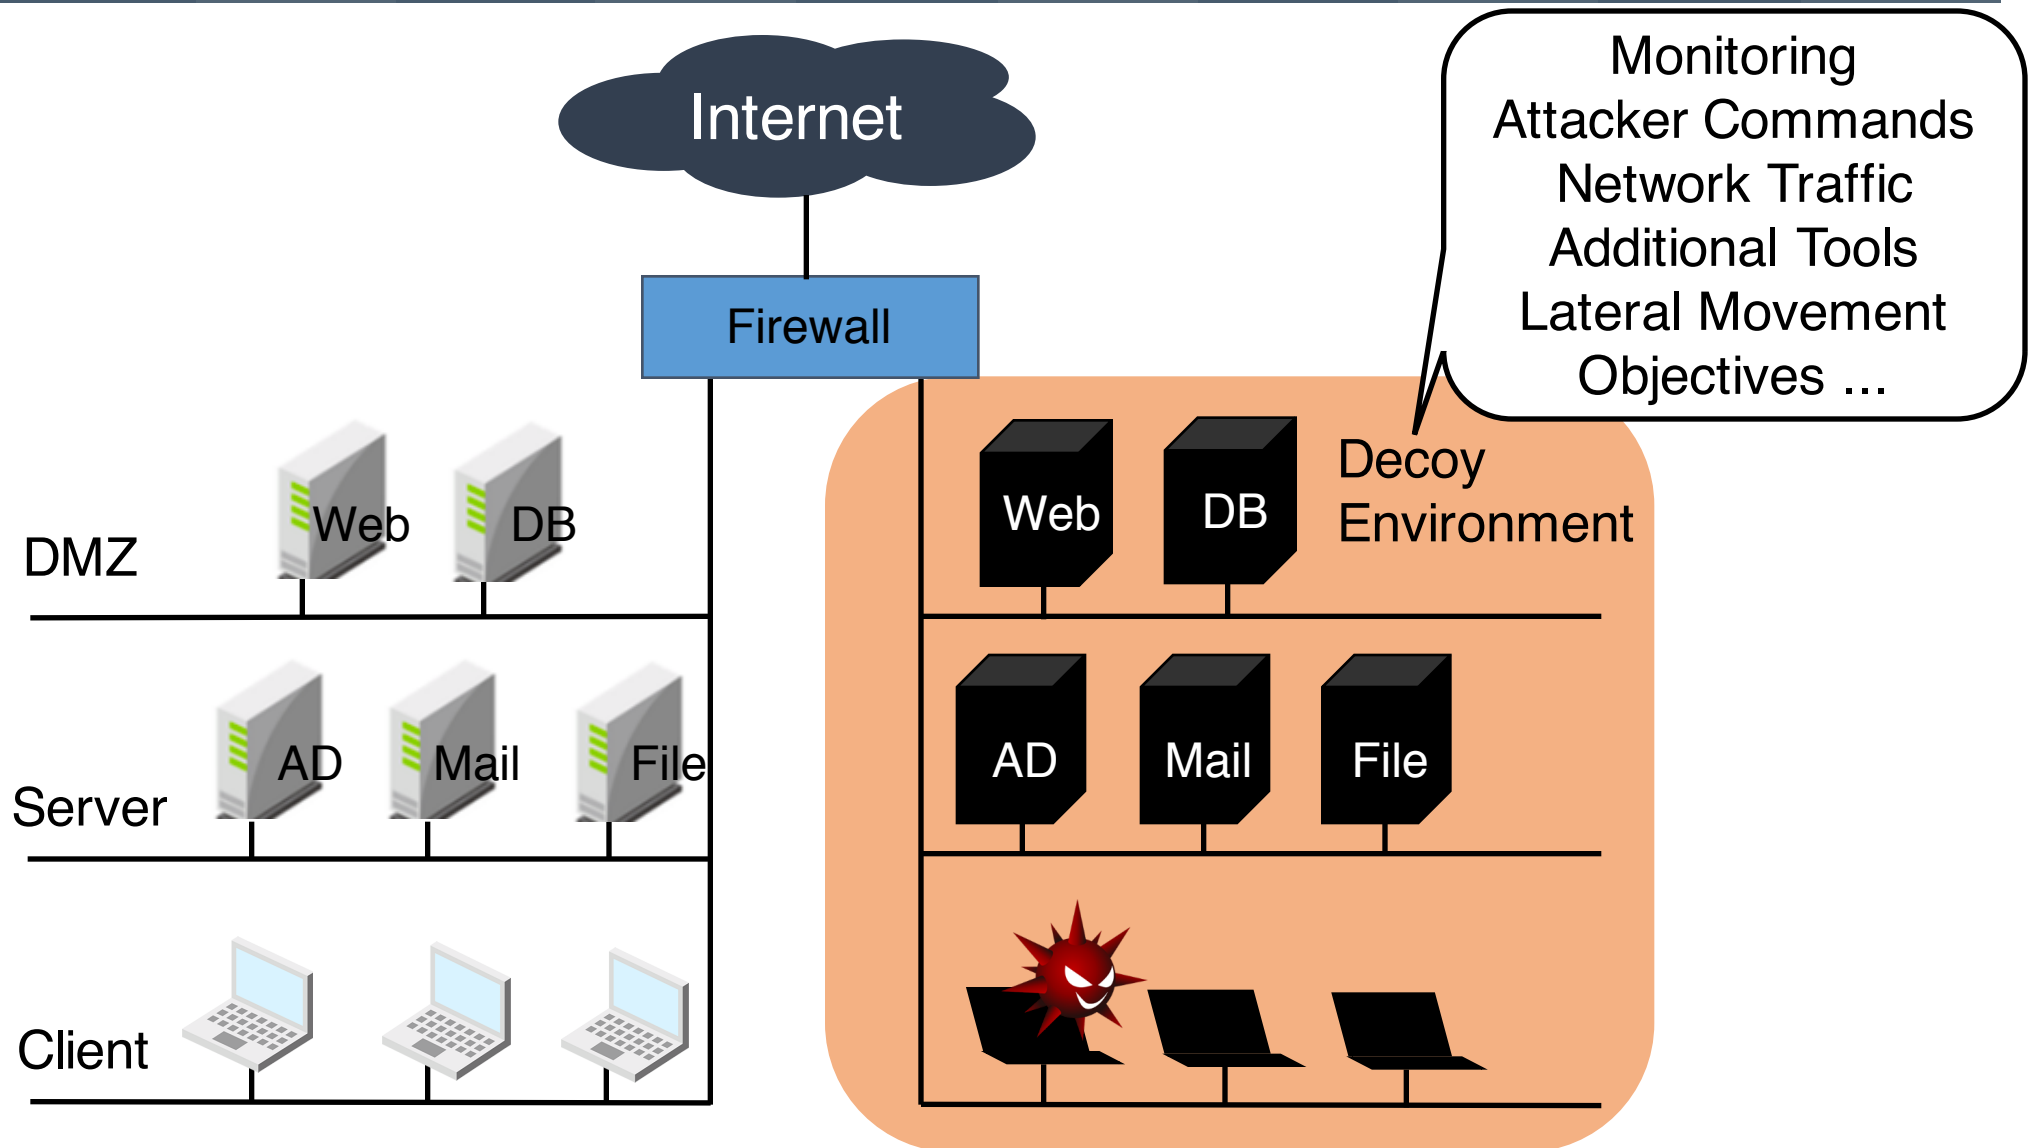 Monitoring
Attacker Commands
Network Traffic
Additional Tools
Lateral Movement
Objectives ...
Internet
Firewall
DMZ
Web
DB
Web
DB
Decoy
Environment
Server
AD
Mail
File
AD
Mail
File
Client